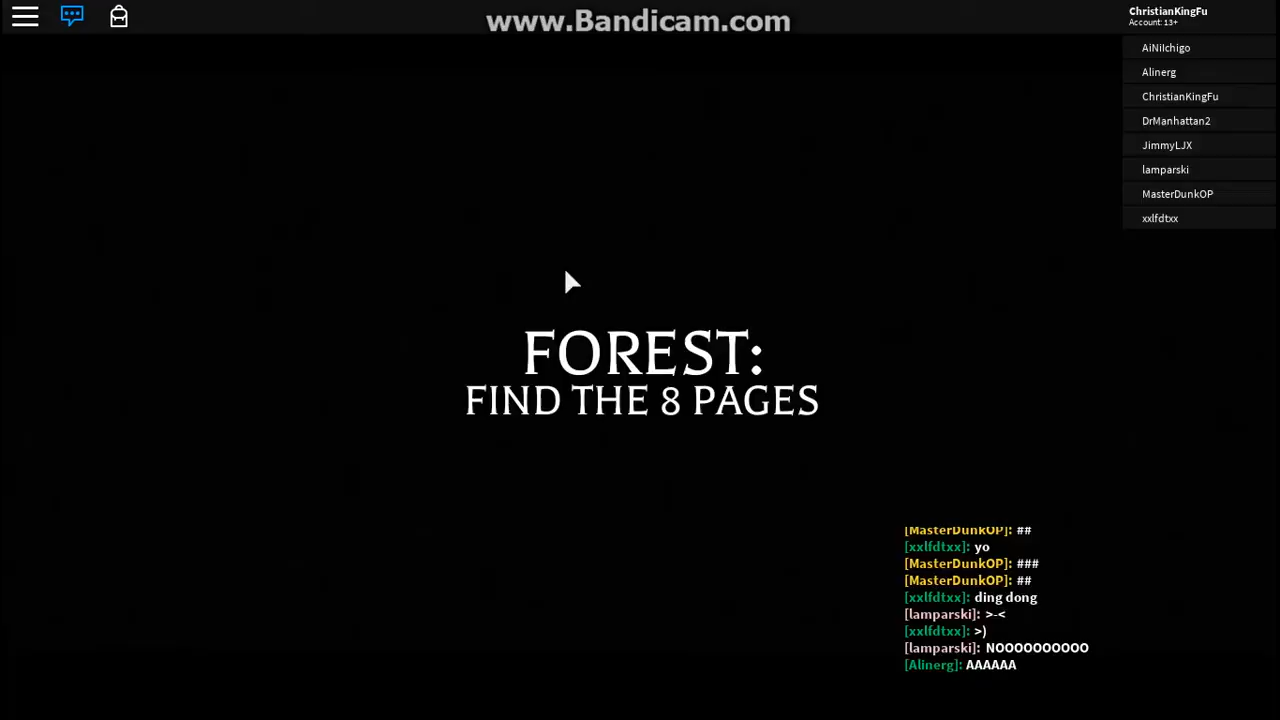 www.Bandicam.com
ChristianKingFu
Account: 13+
AiNiIchigo
Alinerg
ChristianKingFu
DrManhattan2
JimmyLJX
lamparski
MasterDunkOP
xxlfdtxx
FOREST:
FIND THE 8 PAGES
[MasterDunkOP]: ##
[xxlfdtxx]: yo
[MasterDunkOP]: ###
[MasterDunkOP]: ##
[xxlfdtxx]: ding dong
[lamparski]: >-<
[xxlfdtxx]: >)
[lamparski]: NOOOOOOOOOO
[Alinerg]: AAAAAA